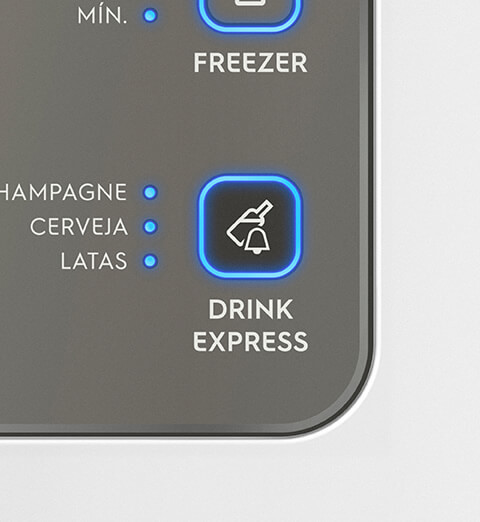 MÍN.
FREEZER
HAMPAGNE
CERVEJA
LATAS
DRINK
EXPRESS